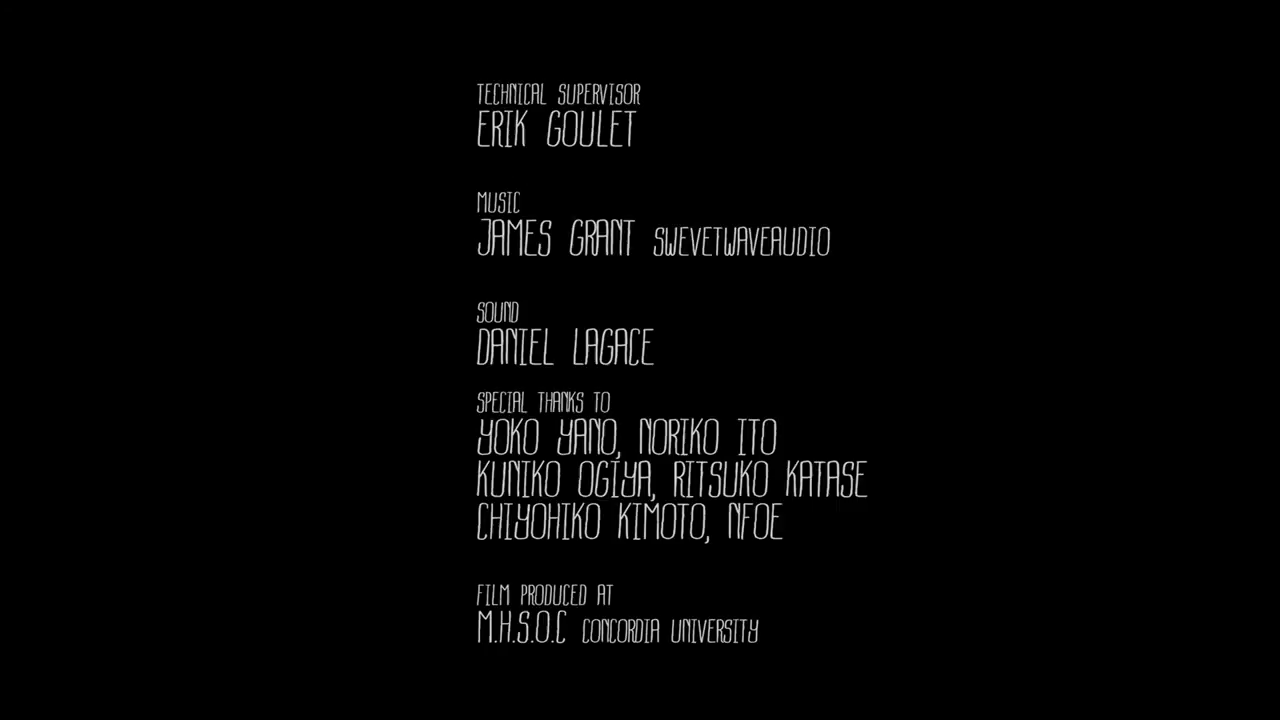 TECHNICAL SUPERVISOR
ERIK GOULET
MUSIC
JAMES GRANT SWEVETWAVEAUDIO
SOUND
DANIEL LAGACE
SPECIAL THANKS TO
YOKO YANO, NORIKO ITO
KUNIKO OGIYA, RITSUKO KATASE
CHIYOHIKO KIMOTO, NFOE
FILM PRODUCED AT
M.H.S.O.C CONCORDIA UNIVERSITY